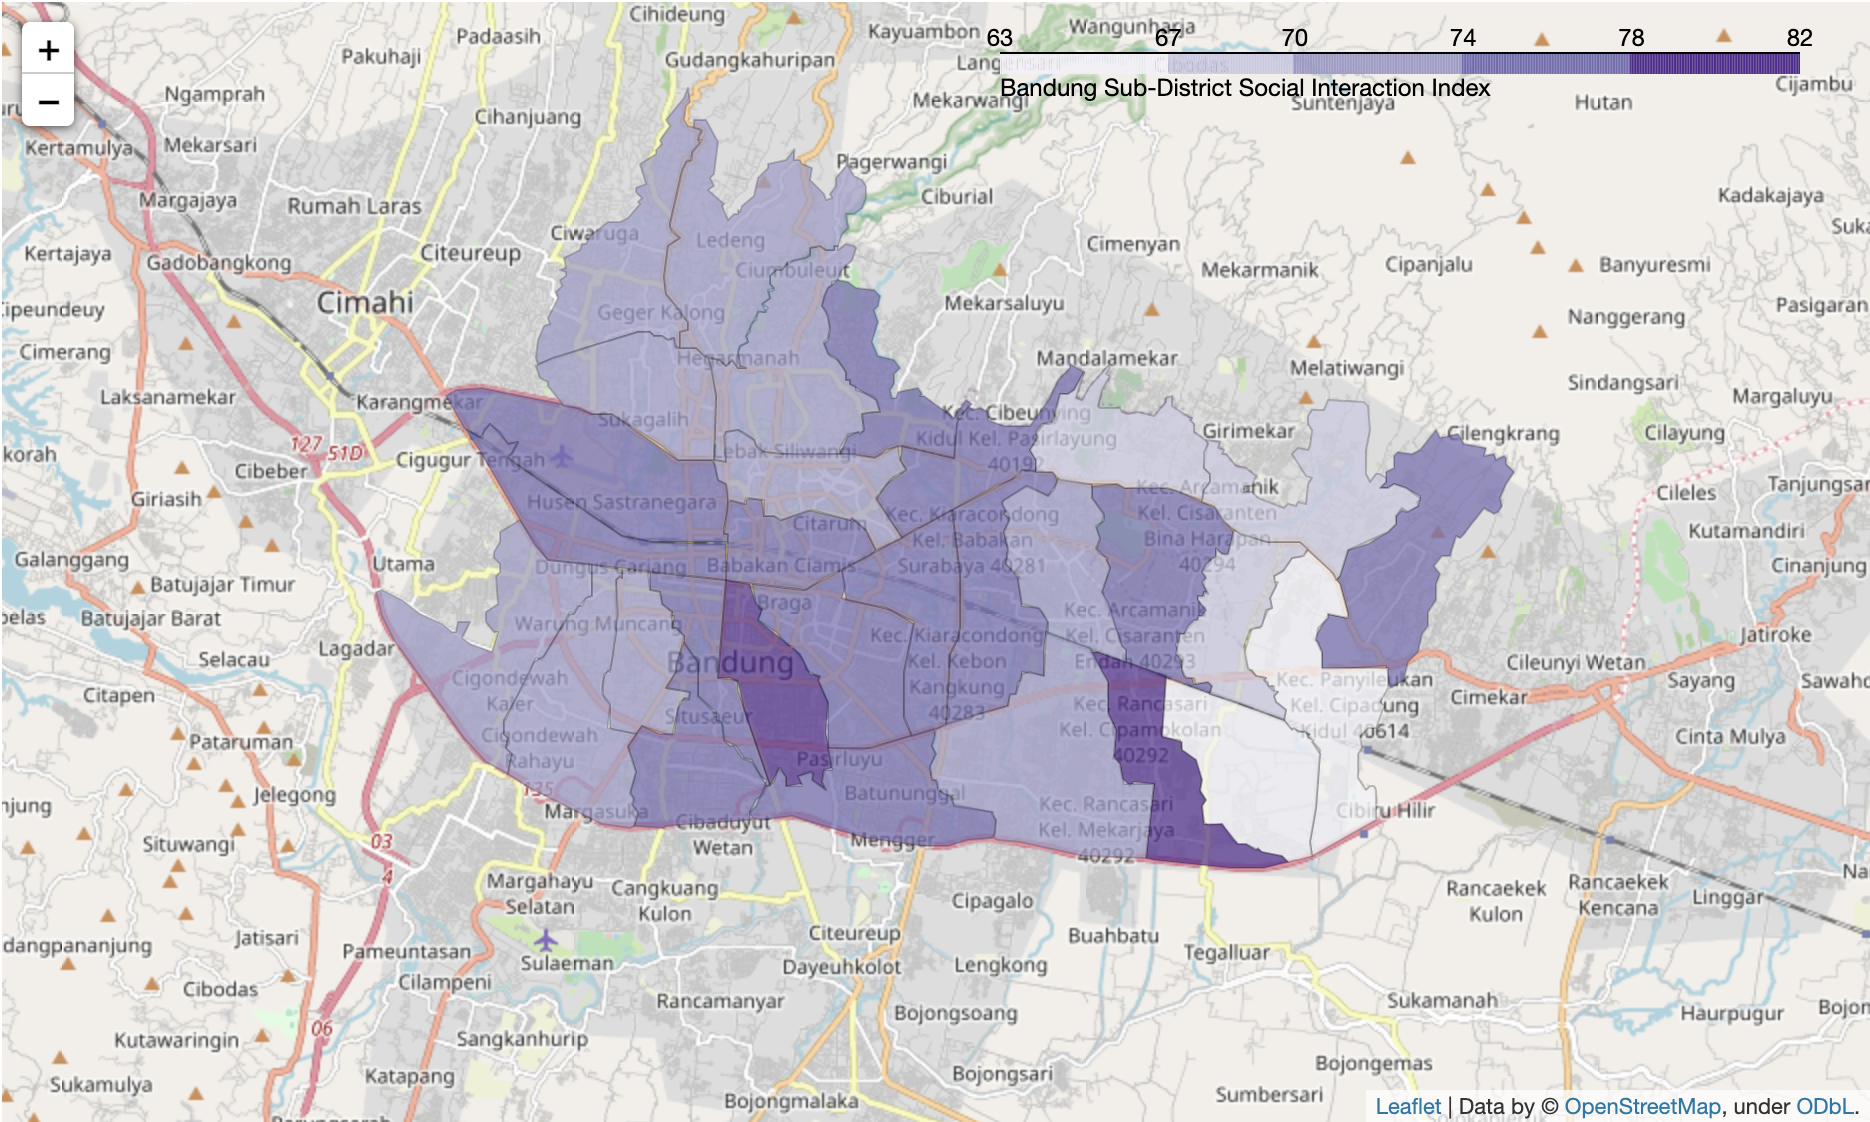 +
−
63 67 70 74 78 82
Bandung Sub-District Social Interaction Index
Cihideung
Padaasih
Pakuhaji
Kayuambon
Wangunharja
Gudangkahuripan
Cibodas
Mekarwangi
Suntenjaya
Hutan
Cijambu
Ngamprah
Cihanjuang
Kertamulya
Mekarsari
Pagerwangi
Margajaya
Rumah Laras
Ciburial
Kadakajaya
Ciwaruga
Ledeng
Cimenyan
Kertajaya
Gadobangkong
Citeureup
Ciumbuleuit
Mekarmanik
Cipanjalu
Banyuresmi
Cimahi
Mekarsaluyu
Pasigaran
Geger Kalong
Nanggerang
Cimerang
Hegarmanah
Mandalamekar
Melatiwangi
Sindangsari
Margaluyu
Laksanamekar
Karangmekar
Kec. Cibeunying
Kidul Kel. Pasirlayung
40192
Sukagalih
Girimekar
Cilengkrang
Cilayung
127
51D
Lebak Siliwangi
Cibeber
Cigugur Tengah
Kec. Arcamanik
Kel. Cisaranten
Bina Harapan
40294
Cileles
Giriasih
Husen Sastranegara
Citarum
Kec. Kiaracondong
Kel. Babakan
Surabaya 40281
Kutamandiri
Galanggang
Utama
Dungus Cariang
Babakan Ciamis
Cinanjung
Batujajar Timur
Batujajar Barat
Braga
Warung Muncang
Kec. Kiaracondong
Kel. Kebon
Kangkung
40283
Kec. Arcamanik
Kel. Cisaranten
Endah 40293
Jatiroke
Lagadar
Selacau
Bandung
Cileunyi Wetan
Sayang
Citapen
Cigondewah
Kaler
Kec. Panyileukan
Kel. Cipadung
Kidul 40614
Cimekar
Situsaeur
Kec. Rancasari
Kel. Cipamokolan
40292
Cinta Mulya
Pataruman
Cigondewah
Rahayu
Pasirluyu
Jelegong
135
Margasuka
Batununggal
Kec. Rancasari
Kel. Mekarjaya
40292
Cibiru Hilir
Cibaduyut
Wetan
Mengger
Situwangi
03
4
Margahayu
Selatan
Cangkuang
Kulon
Cipagalo
Rancaekek
Kulon
Rancaekek
Kencana
Linggar
Jatisari
Pameuntasan
Citeureup
Buahbatu
Tegalluar
Sulaeman
Dayeuhkolot
Lengkong
Cibodas
Cilampeni
Rancamanyar
Bojongsoang
Sukamanah
Haurpugur
Kutawaringin
06
Sangkanhurip
Bojongemas
Sukamulya
Katapang
Bojongsari
Sumbersari
Bojongmalaka
Leaflet | Data by © OpenStreetMap, under ODbL.